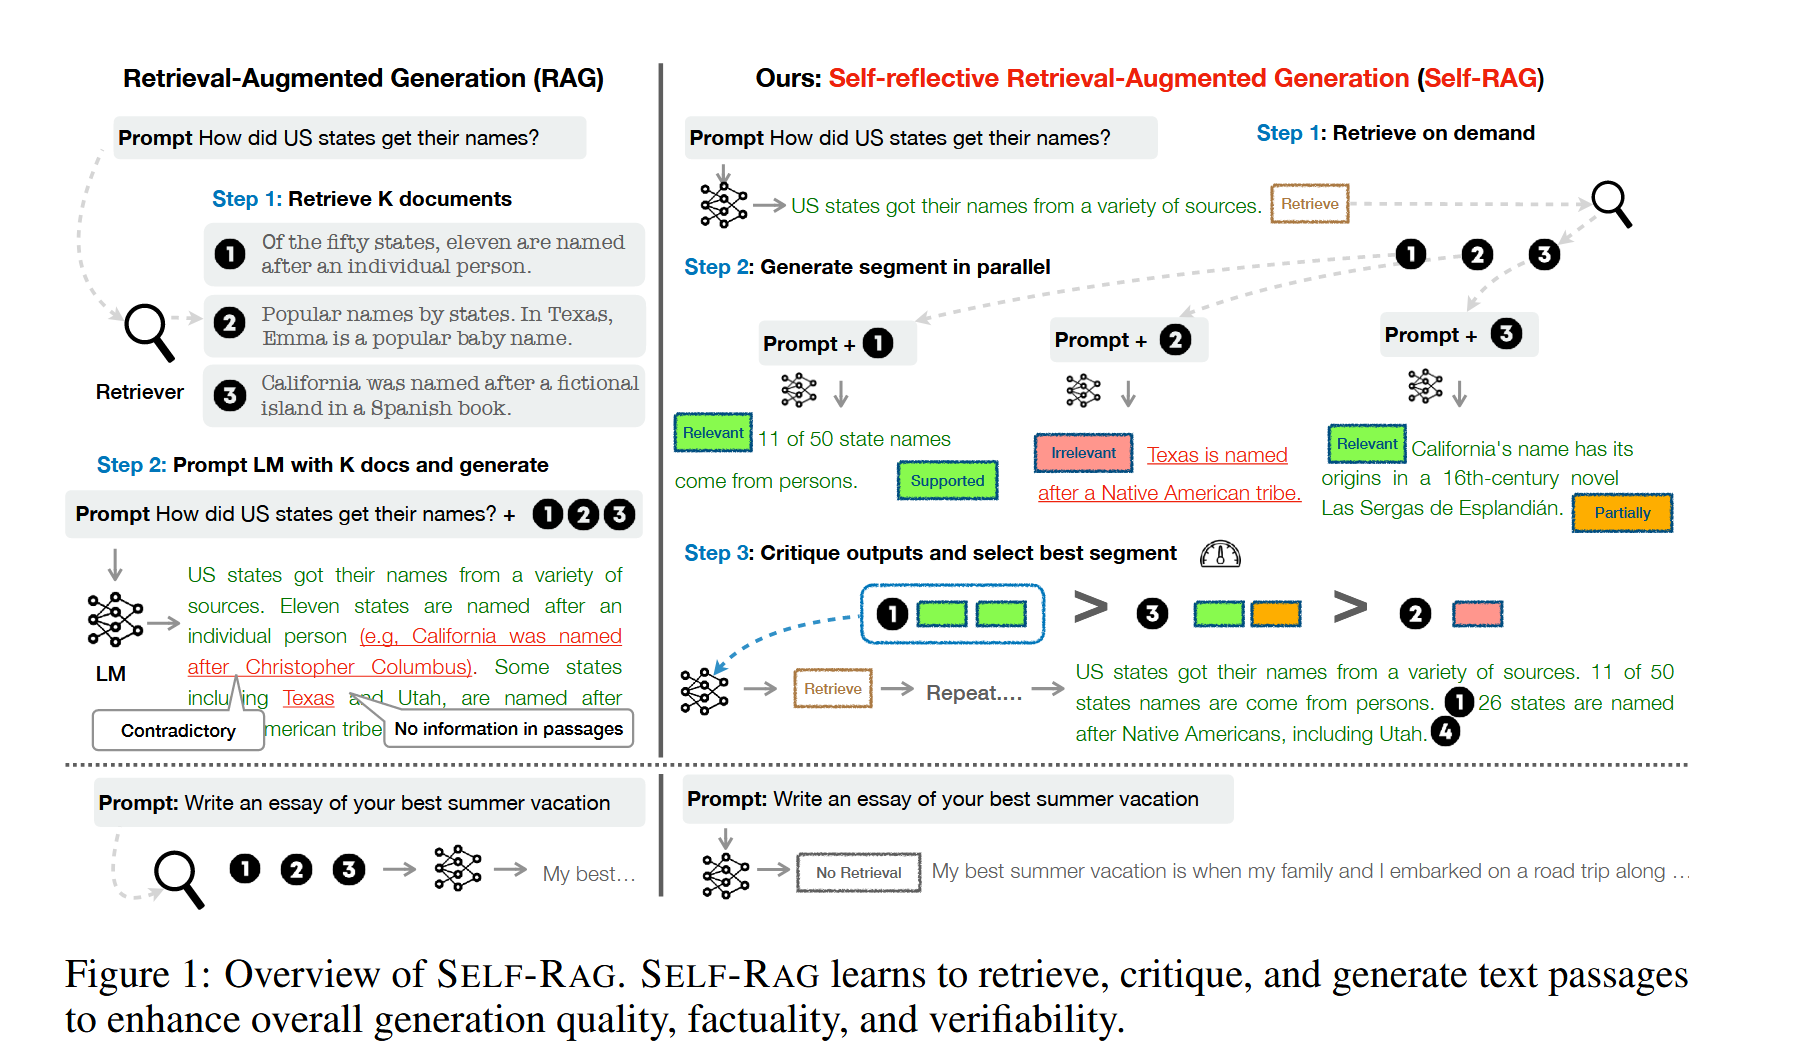 Retrieval-Augmented Generation (RAG)
Prompt How did US states get their names?
Step 1: Retrieve K documents
1 Of the fifty states, eleven are named
after an individual person.
2 Popular names by states. In Texas,
Emma is a popular baby name.
3 California was named after a fictional
island in a Spanish book.
Retriever
Step 2: Prompt LM with K docs and generate
Prompt How did US states get their names? + 1 2 3
LM
US states got their names from a variety of
sources. Eleven states are named after an
individual person (e.g, California was named
after Christopher Columbus). Some states
including Texas and Utah, are named after
merican tribe
Contradictory
No information in passages
Prompt: Write an essay of your best summer vacation
1 2 3
My best...
Ours: Self-reflective Retrieval-Augmented Generation (Self-RAG)
Prompt How did US states get their names?
Step 1: Retrieve on demand
US states got their names from a variety of sources. Retrieve
1 2 3
Step 2: Generate segment in parallel
Prompt + 1
Relevant 11 of 50 state names
come from persons. Supported
Prompt + 2
Irrelevant Texas is named
after a Native American tribe.
Prompt + 3
Relevant California's name has its
origins in a 16th-century novel
Las Sergas de Esplandián. Partially
Step 3: Critique outputs and select best segment
1 > 3 > 2
Retrieve Repeat....
US states got their names from a variety of sources. 11 of 50
states names are come from persons. 1 26 states are named
after Native Americans, including Utah. 4
Prompt: Write an essay of your best summer vacation
No Retrieval My best summer vacation is when my family and I embarked on a road trip along ...
Figure 1: Overview of SELF-RAG. SELF-RAG learns to retrieve, critique, and generate text passages
to enhance overall generation quality, factuality, and verifiability.